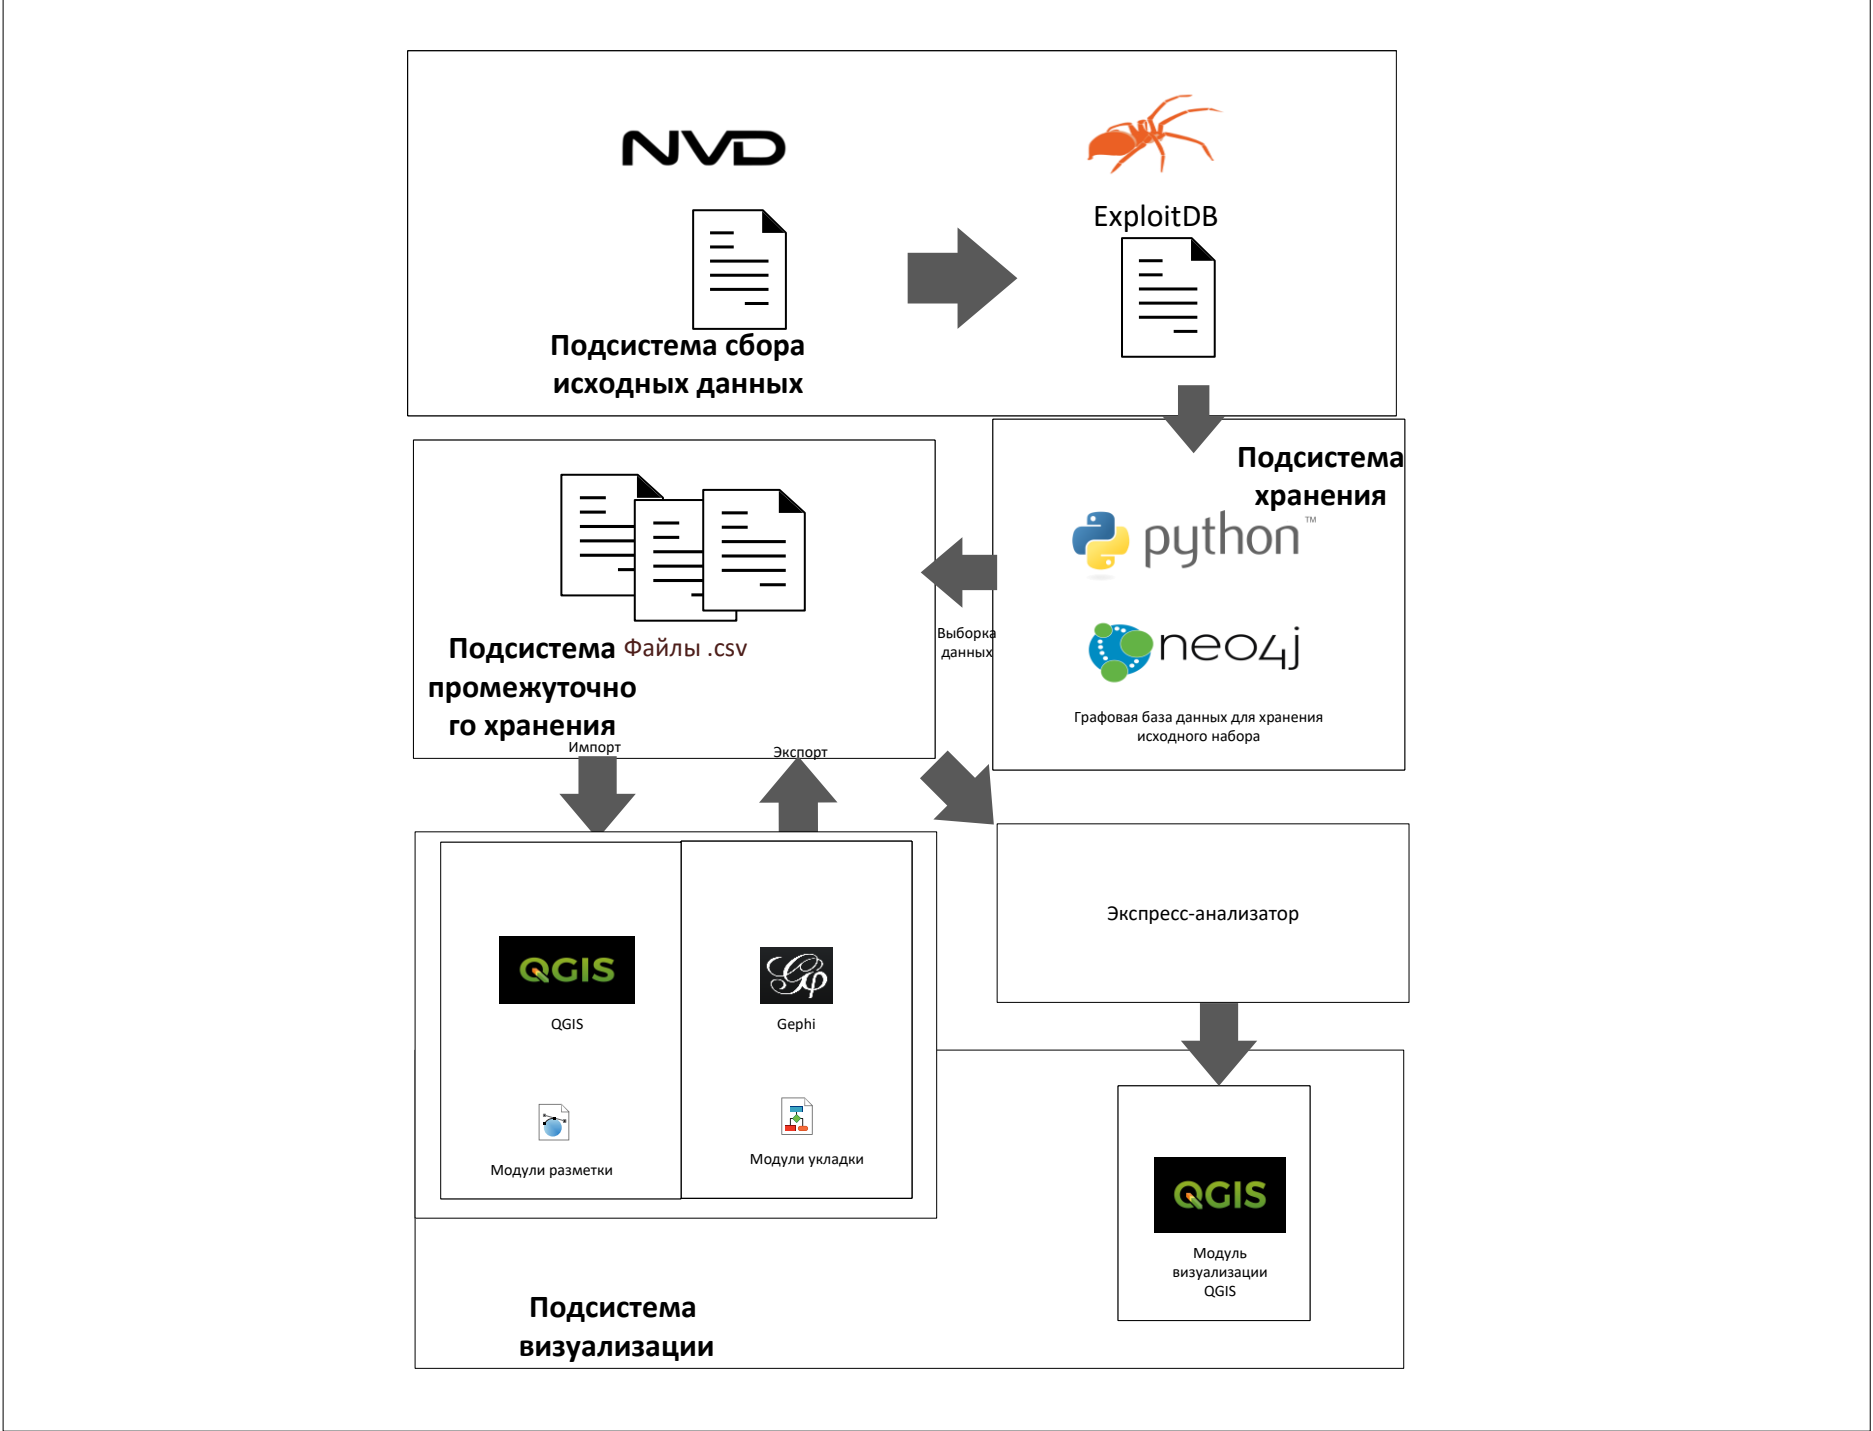 NVD
ExploitDB
Подсистема сбора
исходных данных
Подсистема
хранения
python™
neo4j
Графовая база данных для хранения
исходного набора
Выборка
данных
Файлы .csv
Подсистема
промежуточно
го хранения
Импорт
Экспорт
QGIS
QGIS
Модули разметки
Gφ
Gephi
Модули укладки
Экспресс-анализатор
QGIS
Модуль
визуализации
QGIS
Подсистема
визуализации